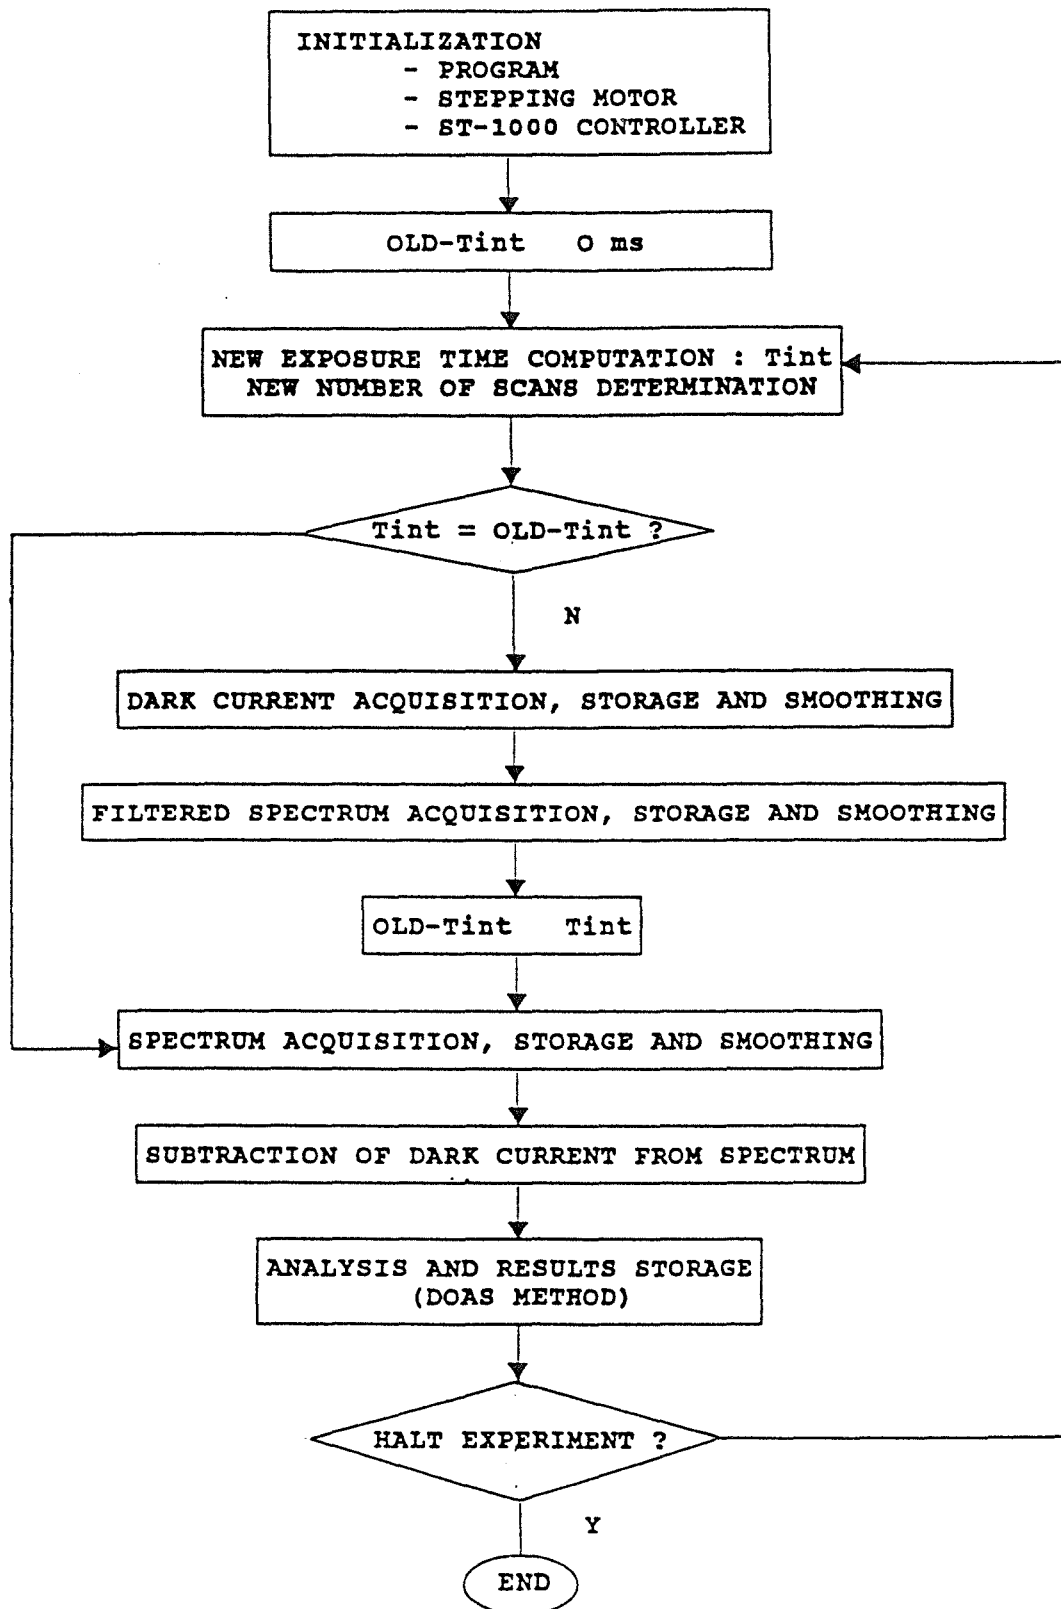 INITIALIZATION
- PROGRAM
- STEPPING MOTOR
- ST-1000 CONTROLLER
OLD-Tint 0 ms
NEW EXPOSURE TIME COMPUTATION : Tint
NEW NUMBER OF SCANS DETERMINATION
Tint = OLD-Tint ?
N
DARK CURRENT ACQUISITION, STORAGE AND SMOOTHING
FILTERED SPECTRUM ACQUISITION, STORAGE AND SMOOTHING
OLD-Tint Tint
SPECTRUM ACQUISITION, STORAGE AND SMOOTHING
SUBTRACTION OF DARK CURRENT FROM SPECTRUM
ANALYSIS AND RESULTS STORAGE
(DOAS METHOD)
HALT EXPERIMENT ?
Y
END